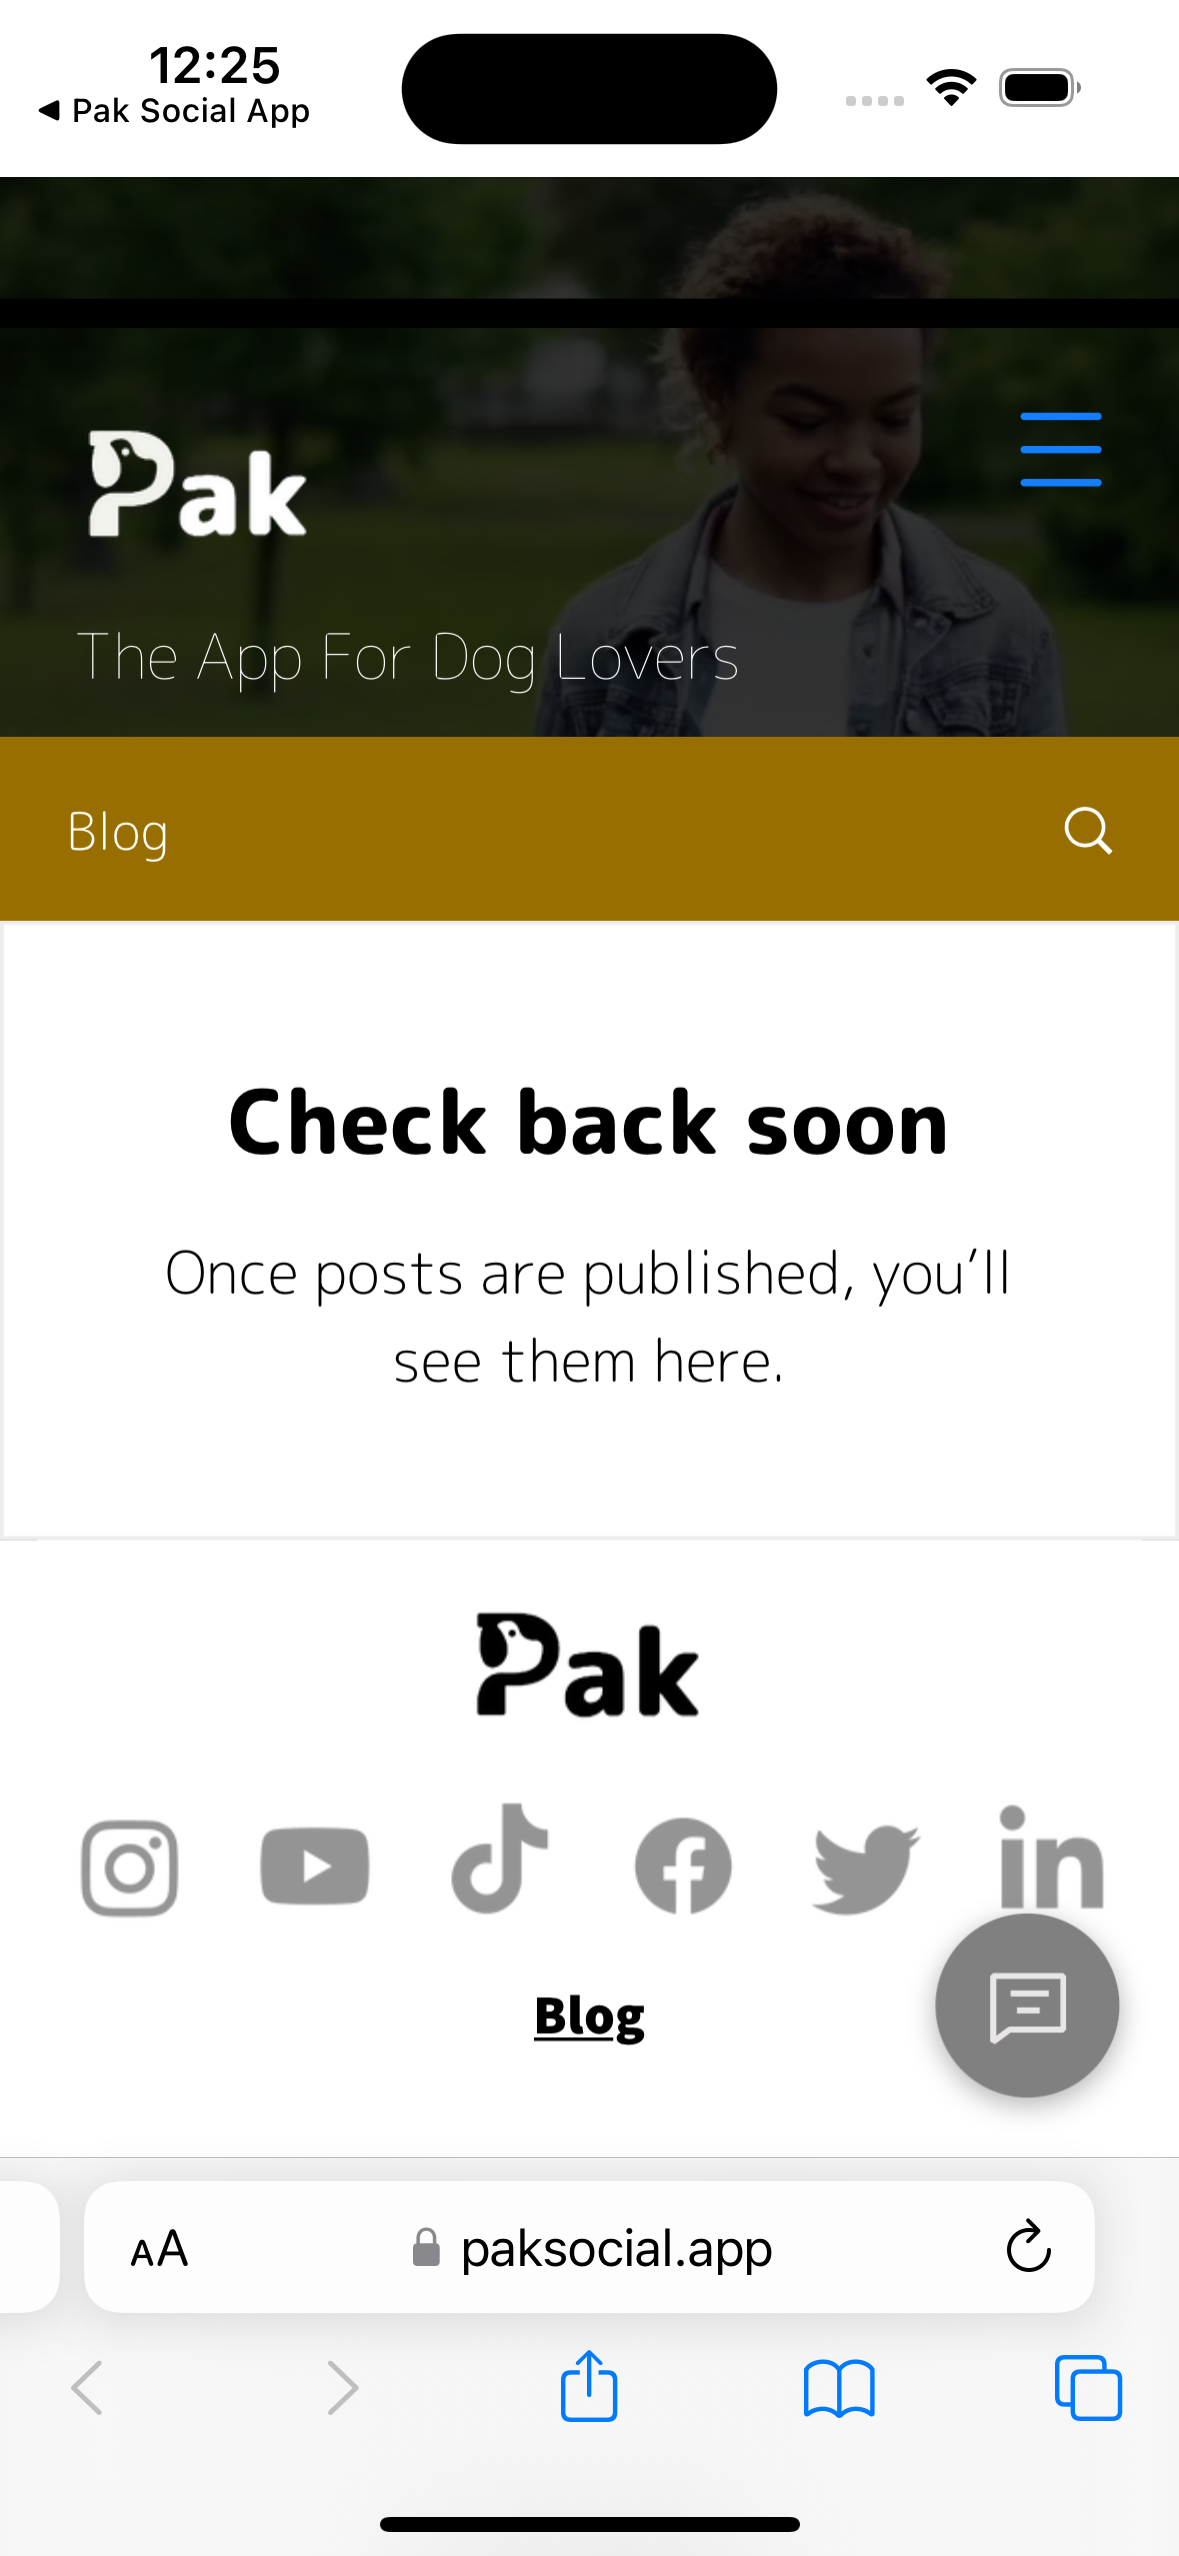 12:25
◀ Pak Social App
Pak
The App For Dog Lovers
Blog
Check back soon
Once posts are published, you’ll
see them here.
Pak
in
Blog
AA
paksocial.app